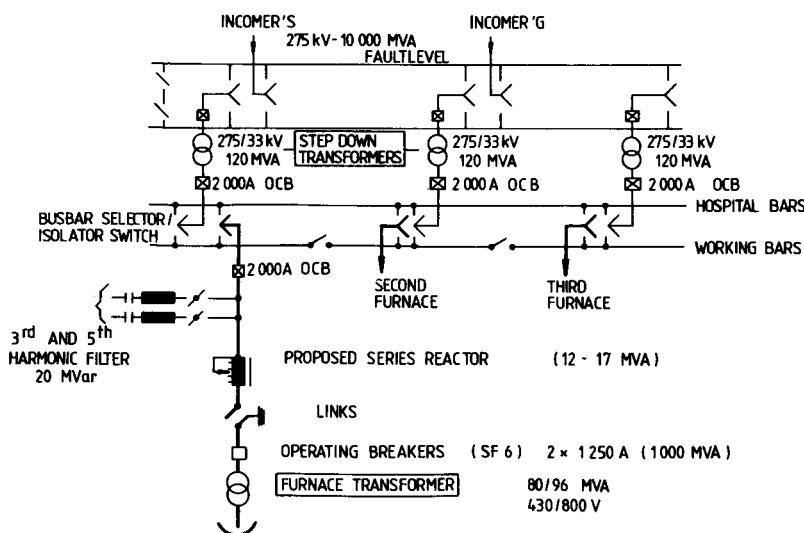 INCOMER'S
INCOMER'G
275 kV - 10 000 MVA
FAULTLEVEL
275/33 kV
120 MVA
STEP DOWN
TRANSFORMERS
275/33 kV
120 MVA
275/33 kV
120 MVA
2 000A OCB
2 000A OCB
2 000A OCB
HOSPITAL BARS
BUSBAR SELECTOR/
ISOLATOR SWITCH
WORKING BARS
2 000A OCB
SECOND
FURNACE
THIRD
FURNACE
3rd AND 5th
HARMONIC FILTER
20 MVar
PROPOSED SERIES REACTOR (12 - 17 MVA)
LINKS
OPERATING BREAKERS (SF 6) 2 × 1 250 A (1000 MVA)
FURNACE TRANSFORMER 80/96 MVA
430/800 V